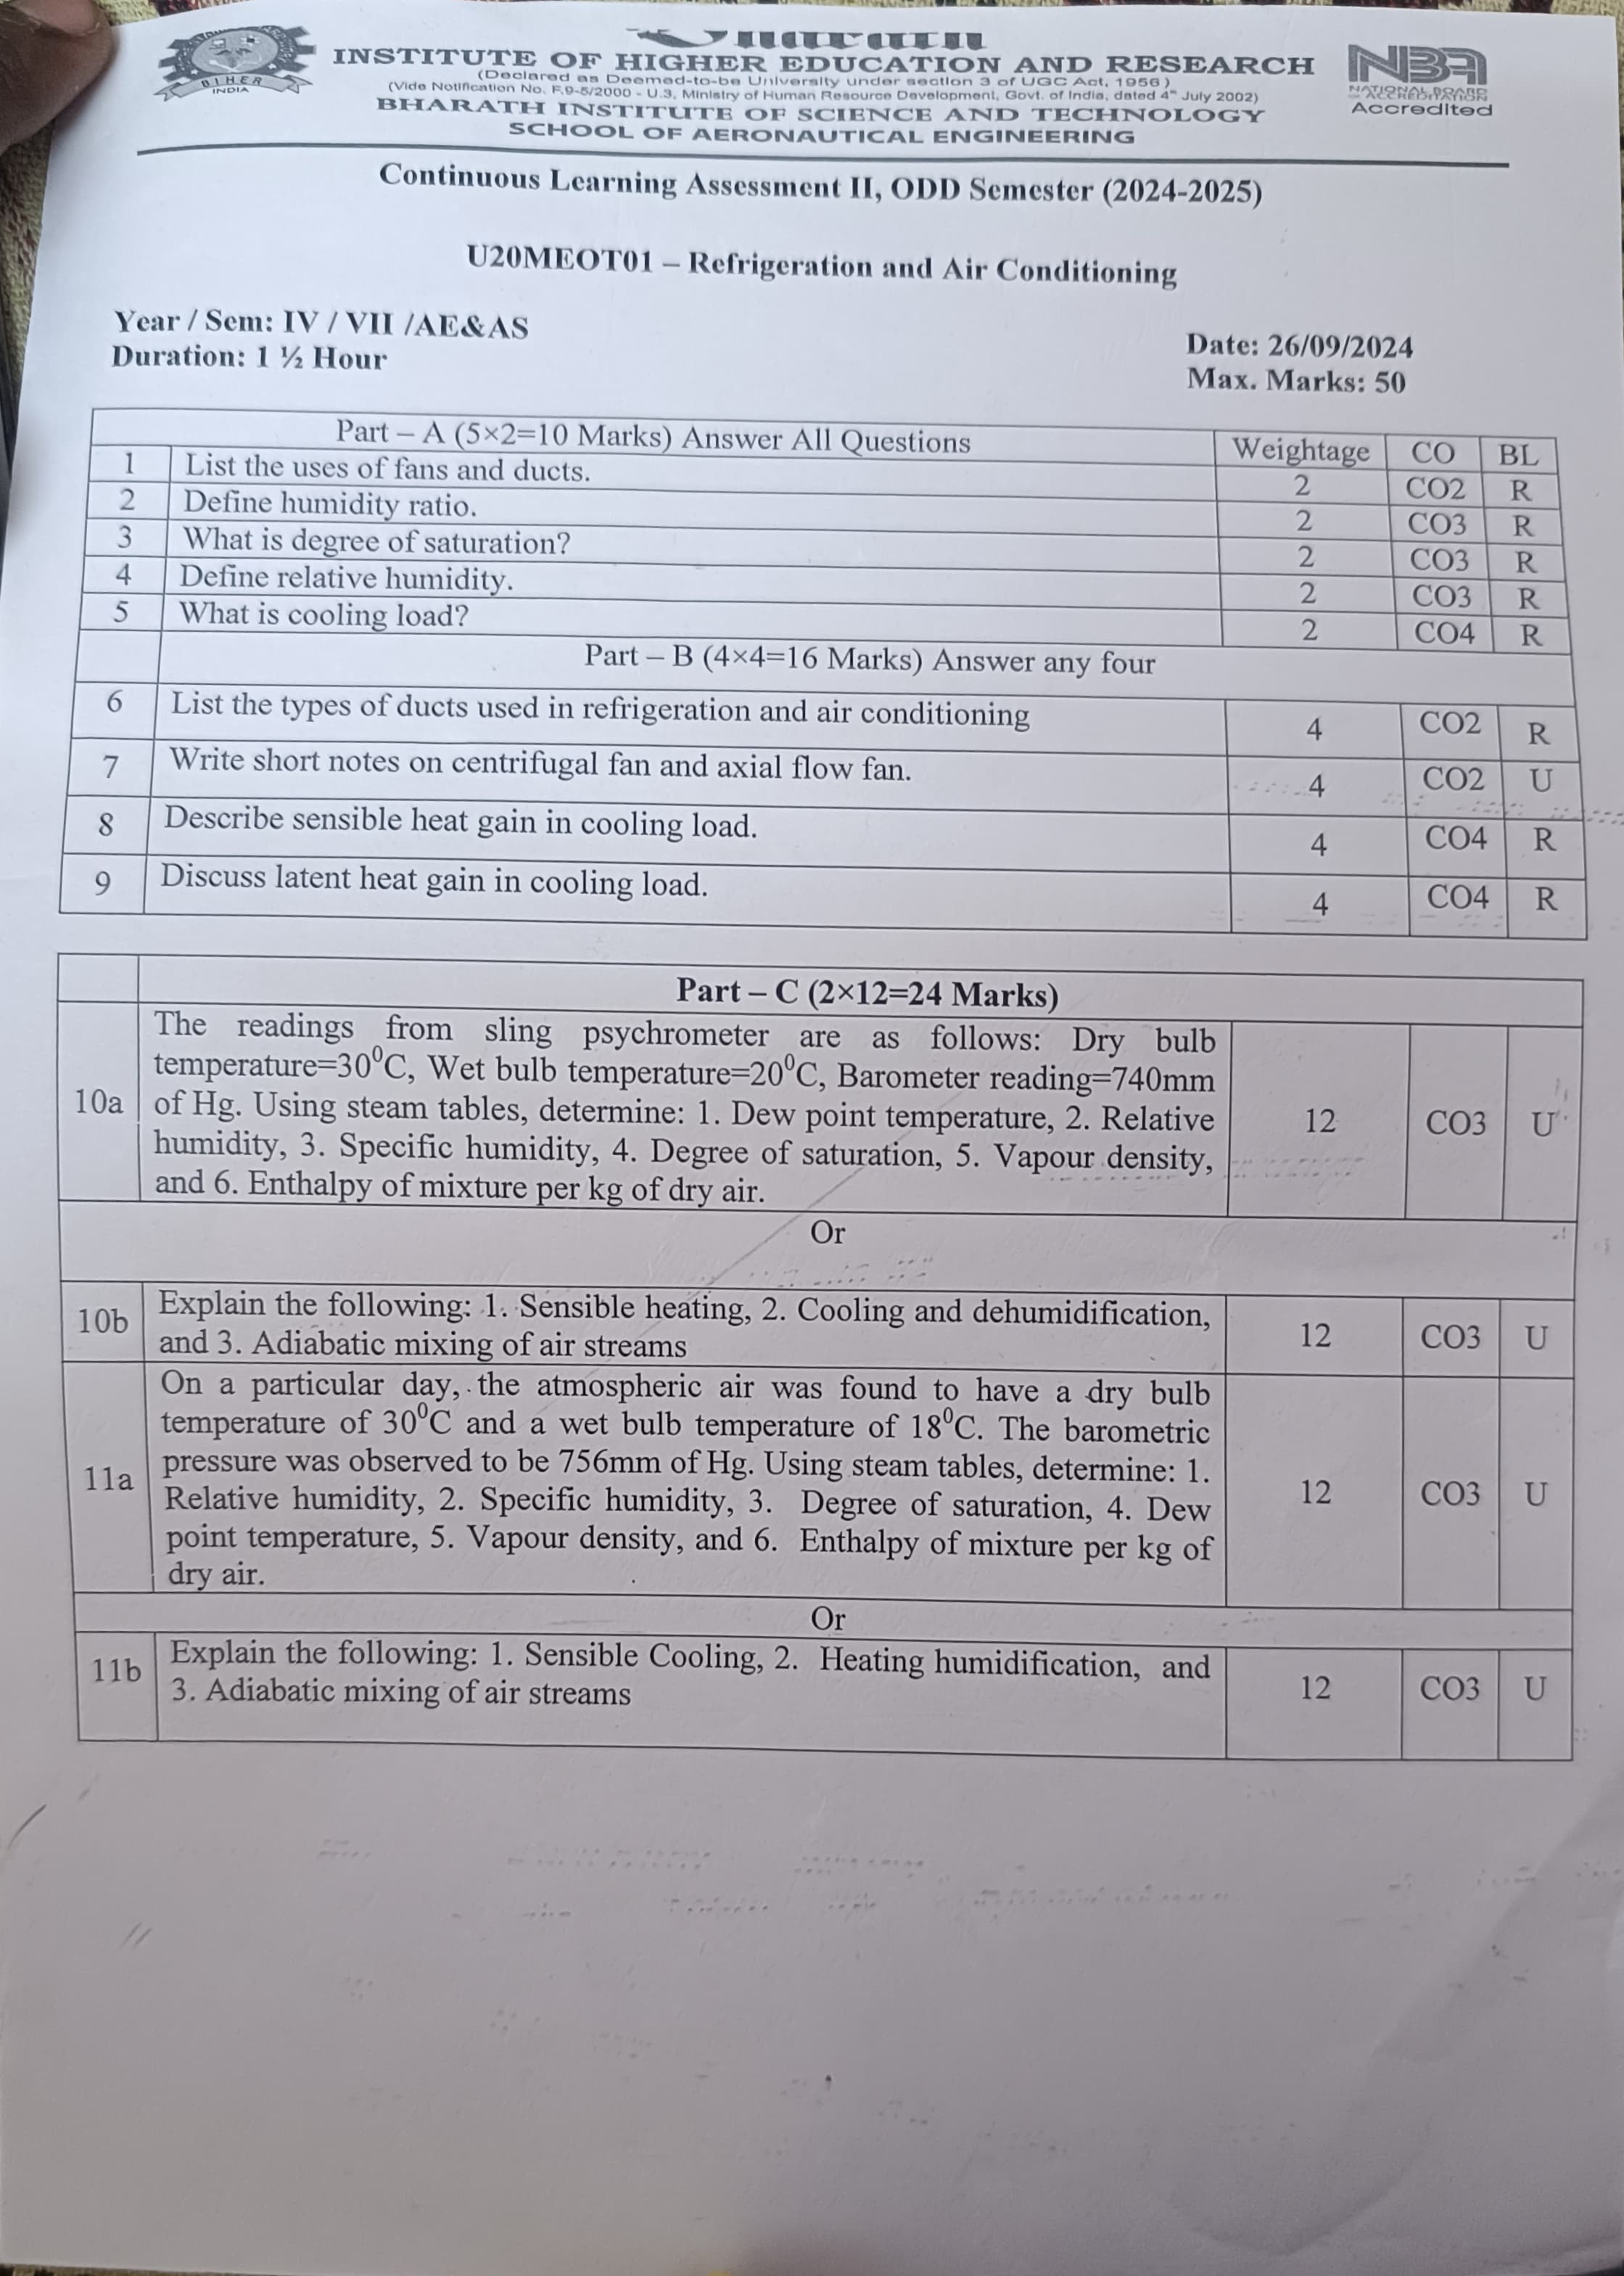 BIHER
INDIA
INSTITUTE OF HIGHER EDUCATION AND RESEARCH
(Declared as Deemed-to-be University under section 3 of UGC Act, 1956)
(Vide Notification No. F.9-5/2000 - U.3, Ministry of Human Resource Development, Govt. of India, dated 4th July 2002)
BHARATH INSTITUTE OF SCIENCE AND TECHNOLOGY
SCHOOL OF AERONAUTICAL ENGINEERING
NBA
NATIONAL BOARD
OF ACCREDITATION
Accredited
Continuous Learning Assessment II, ODD Semester (2024-2025)
U20MEOT01 – Refrigeration and Air Conditioning
Year / Sem: IV / VII /AE&AS
Duration: 1 ½ Hour
Date: 26/09/2024
Max. Marks: 50
Part – A (5×2=10 Marks) Answer All Questions Weightage CO BL
1 List the uses of fans and ducts. 2 CO2 R
2 Define humidity ratio. 2 CO3 R
3 What is degree of saturation? 2 CO3 R
4 Define relative humidity. 2 CO3 R
5 What is cooling load? 2 CO4 R
Part – B (4×4=16 Marks) Answer any four
6 List the types of ducts used in refrigeration and air conditioning 4 CO2 R
7 Write short notes on centrifugal fan and axial flow fan. 4 CO2 U
8 Describe sensible heat gain in cooling load. 4 CO4 R
9 Discuss latent heat gain in cooling load. 4 CO4 R
Part – C (2×12=24 Marks)
The readings from sling psychrometer are as follows: Dry bulb
temperature=30⁰C, Wet bulb temperature=20⁰C, Barometer reading=740mm
10a of Hg. Using steam tables, determine: 1. Dew point temperature, 2. Relative 12 CO3 U
humidity, 3. Specific humidity, 4. Degree of saturation, 5. Vapour density,
and 6. Enthalpy of mixture per kg of dry air.
Or
10b Explain the following: 1. Sensible heating, 2. Cooling and dehumidification, 12 CO3 U
and 3. Adiabatic mixing of air streams
On a particular day, the atmospheric air was found to have a dry bulb
temperature of 30⁰C and a wet bulb temperature of 18⁰C. The barometric
11a pressure was observed to be 756mm of Hg. Using steam tables, determine: 1. 12 CO3 U
Relative humidity, 2. Specific humidity, 3. Degree of saturation, 4. Dew
point temperature, 5. Vapour density, and 6. Enthalpy of mixture per kg of
dry air.
Or
11b Explain the following: 1. Sensible Cooling, 2. Heating humidification, and 12 CO3 U
3. Adiabatic mixing of air streams